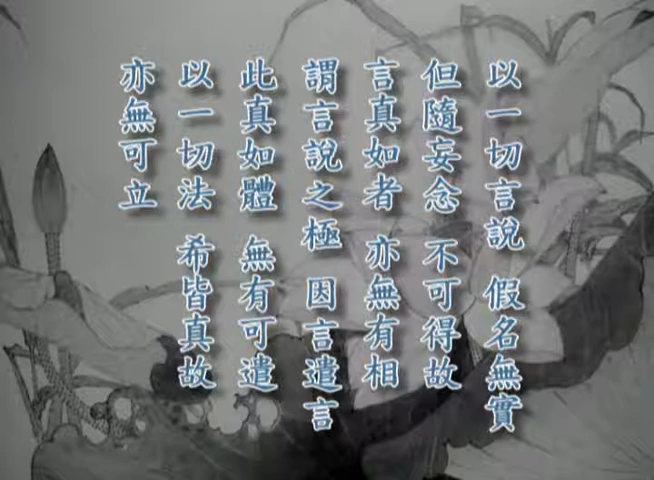 以一切言說 假名無實
但隨妄念 不可得故
言真如者 亦無有相
謂言說之極 因言遣言
此真如體 無有可遣
以一切法 悕皆真故
亦無可立